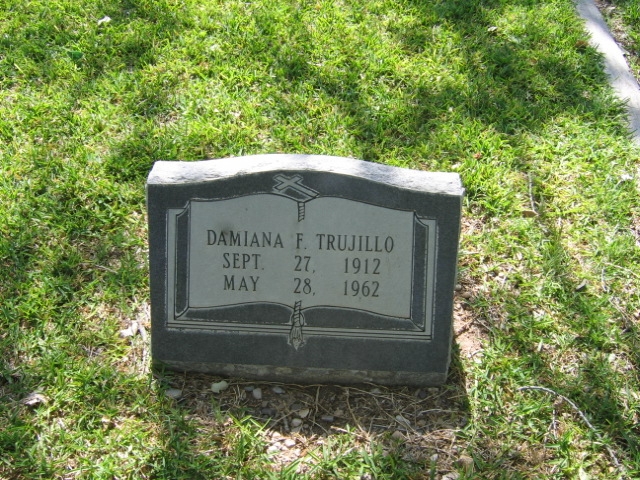 DAMIANA F. TRUJILLO
SEPT. 27, 1912
MAY 28, 1962